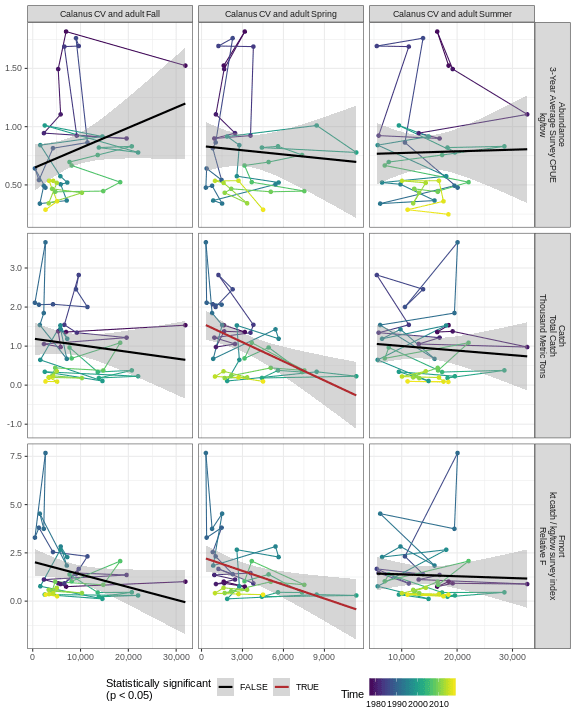 Calanus CV and adult Fall
Calanus CV and adult Spring
Calanus CV and adult Summer
1.50
1.00
0.50
Abundance
3-Year Average Survey CPUE
kg/tow
3.0
2.0
1.0
0.0
-1.0
Catch
Total Catch
Thousand Metric Tons
7.5
5.0
2.5
0.0
Fmort
kt catch / kg/tow survey index
Relative F
0
10,000
20,000
30,000
0
3,000
6,000
9,000
10,000
20,000
30,000
Statistically significant
(p < 0.05)
FALSE
TRUE
Time
1980
1990
2000
2010